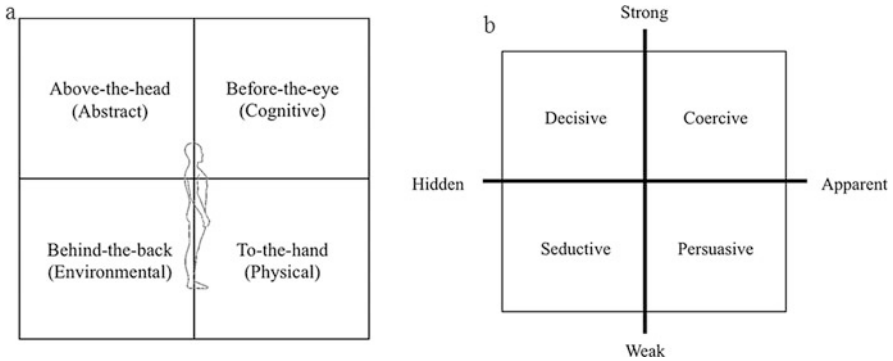 a
Above-the-head
(Abstract)
Before-the-eye
(Cognitive)
Behind-the-back
(Environmental)
To-the-hand
(Physical)
b
Strong
Decisive
Coercive
Hidden
Apparent
Seductive
Persuasive
Weak